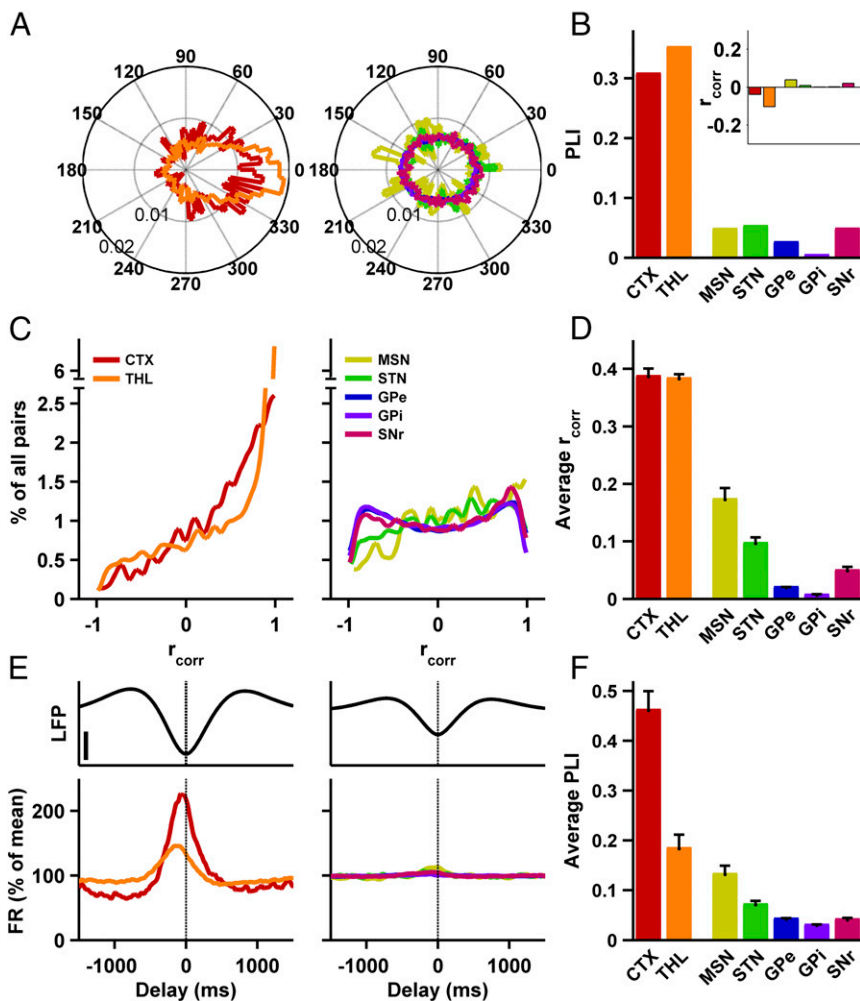 A
90
120
60
150
30
180
0
210
330
240
300
270
0.01
0.02
90
120
60
150
30
180
0
210
330
240
300
270
0.01
0.02
B
PLI
0.3
0.2
0.1
0
r_corr
0.2
0
-0.2
CTX
THL
MSN
STN
GPe
GPi
SNr
C
% of all pairs
6
2.5
2
1.5
1
0.5
0
CTX
THL
-1
0
1
r_corr
MSN
STN
GPe
GPi
SNr
-1
0
1
r_corr
D
Average r_corr
0.4
0.3
0.2
0.1
0
CTX
THL
MSN
STN
GPe
GPi
SNr
E
LFP
FR (% of mean)
200
100
0
-1000
0
1000
Delay (ms)
-1000
0
1000
Delay (ms)
F
Average PLI
0.5
0.4
0.3
0.2
0.1
0
CTX
THL
MSN
STN
GPe
GPi
SNr